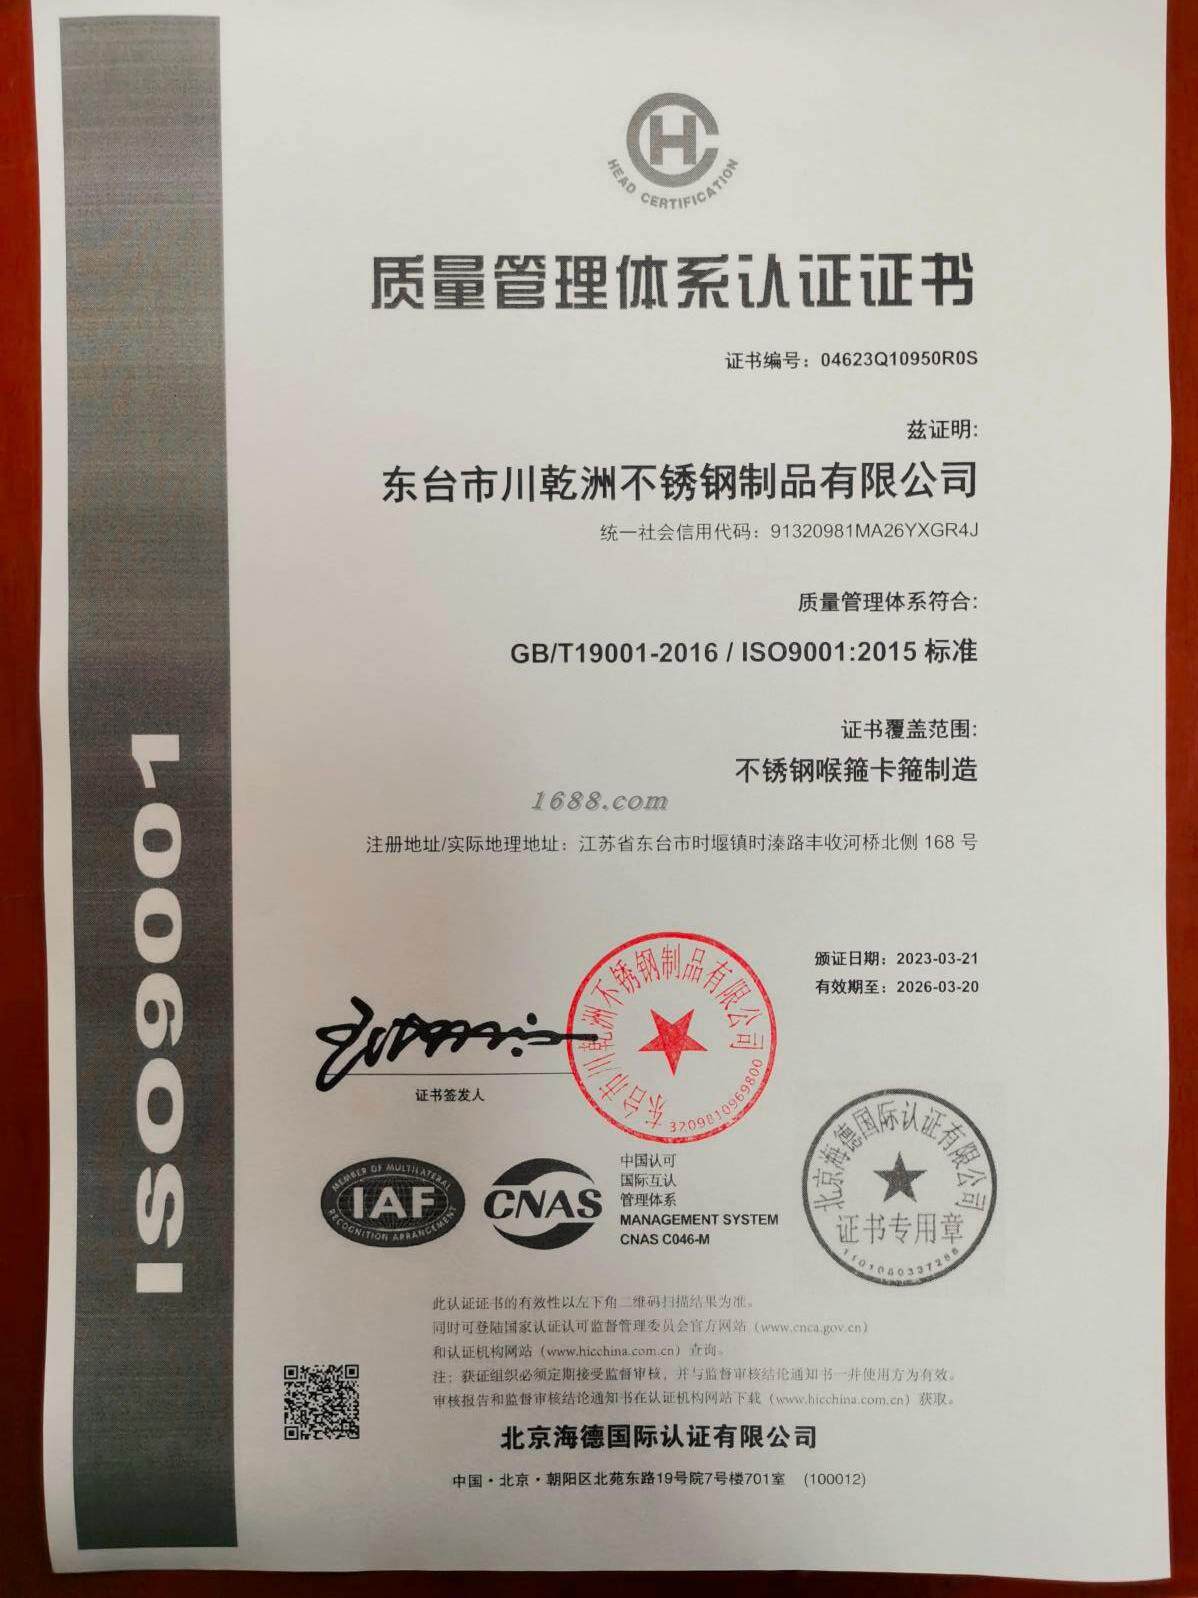 HEAD CERTIFICATION
质量管理体系认证证书
证书编号：04623Q10950R0S
兹证明:
东台市川乾洲不锈钢制品有限公司
统一社会信用代码：91320981MA26YXGR4J
质量管理体系符合:
GB/T19001-2016 / ISO9001:2015 标准
证书覆盖范围:
不锈钢喉箍卡箍制造
1688.com
注册地址/实际地理地址：江苏省东台市时堰镇时溱路丰收河桥北侧 168 号
颁证日期：2023-03-21
有效期至：2026-03-20
证书签发人
东台市川乾洲不锈钢制品有限公司
3209810969800
MEMBER OF MULTILATERAL
IAF
RECOGNITION ARRANGEMENT
CNAS
中国认可
国际互认
管理体系
MANAGEMENT SYSTEM
CNAS C046-M
北京海德国际认证有限公司
证书专用章
1101080337288
此认证证书的有效性以左下角二维码扫描结果为准。
同时可登陆国家认证认可监督管理委员会官方网站（www.cnca.gov.cn）
和认证机构网站（www.hicchina.com.cn）查询。
注：获证组织必须定期接受监督审核，并与监督审核结论通知书一并使用方为有效。
审核报告和监督审核结论通知书在认证机构网站下载（www.hicchina.com.cn）获取。
北京海德国际认证有限公司
中国·北京·朝阳区北苑东路19号院7号楼701室 (100012)
ISO9001